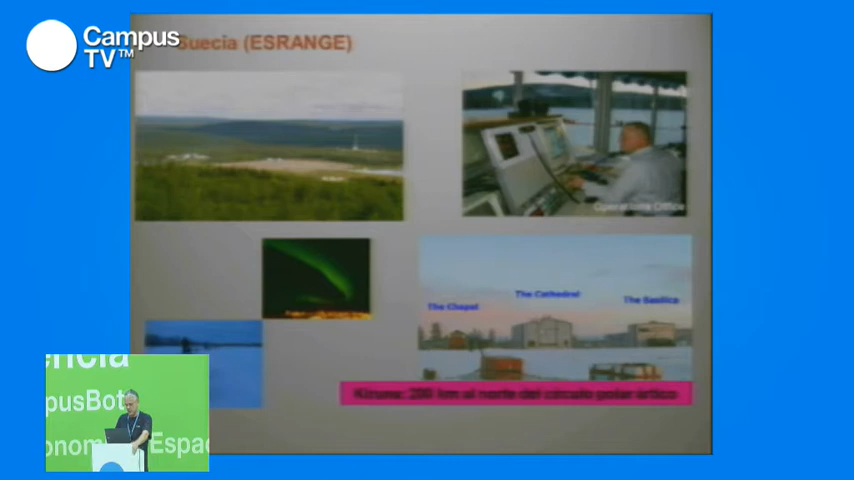 Campus
TV™
Suecia (ESRANGE)
Operations Office
The Chapel
The Cathedral
The Basilica
Kiruna: 200 km al norte del círculo polar ártico
encia
pusBot
onom
Espac